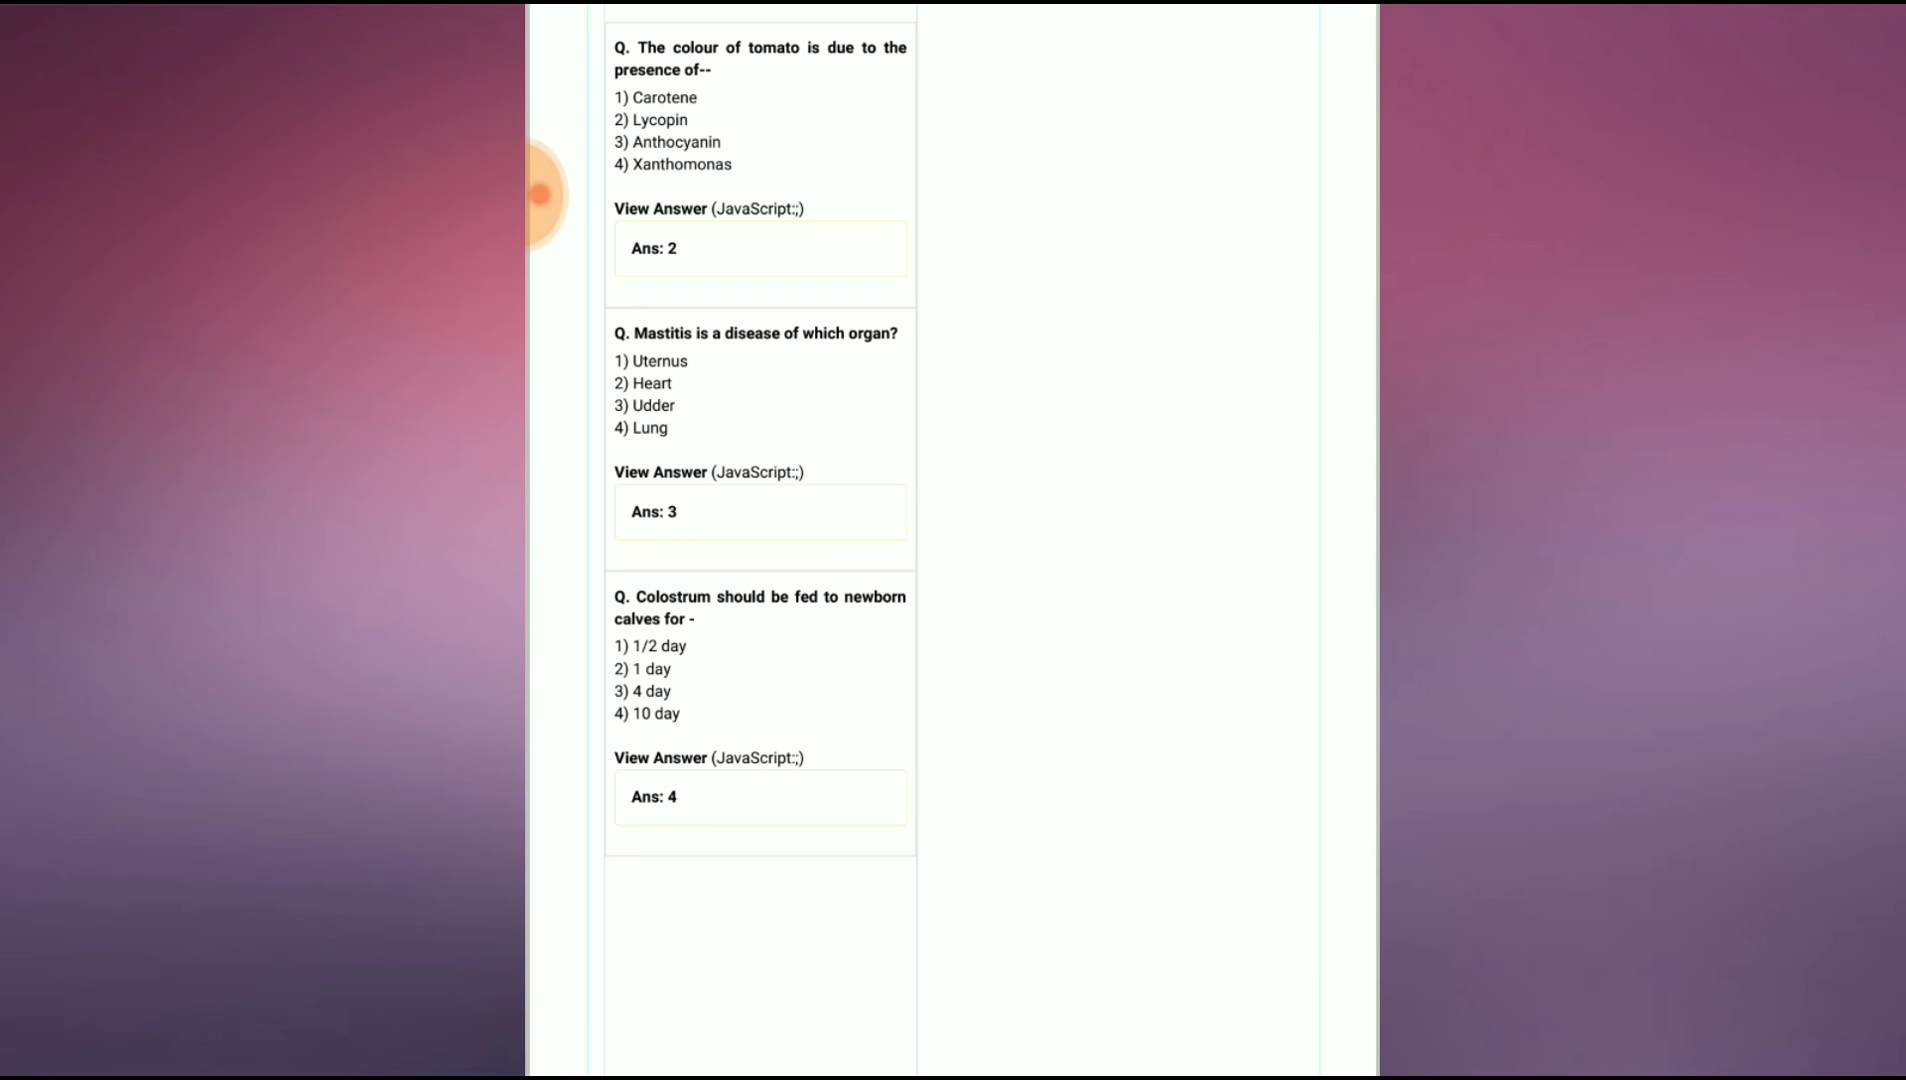 Q. The colour of tomato is due to the
presence of--
1) Carotene
2) Lycopin
3) Anthocyanin
4) Xanthomonas
View Answer (JavaScript:;)
Ans: 2
Q. Mastitis is a disease of which organ?
1) Uternus
2) Heart
3) Udder
4) Lung
View Answer (JavaScript:;)
Ans: 3
Q. Colostrum should be fed to newborn
calves for -
1) 1/2 day
2) 1 day
3) 4 day
4) 10 day
View Answer (JavaScript:;)
Ans: 4